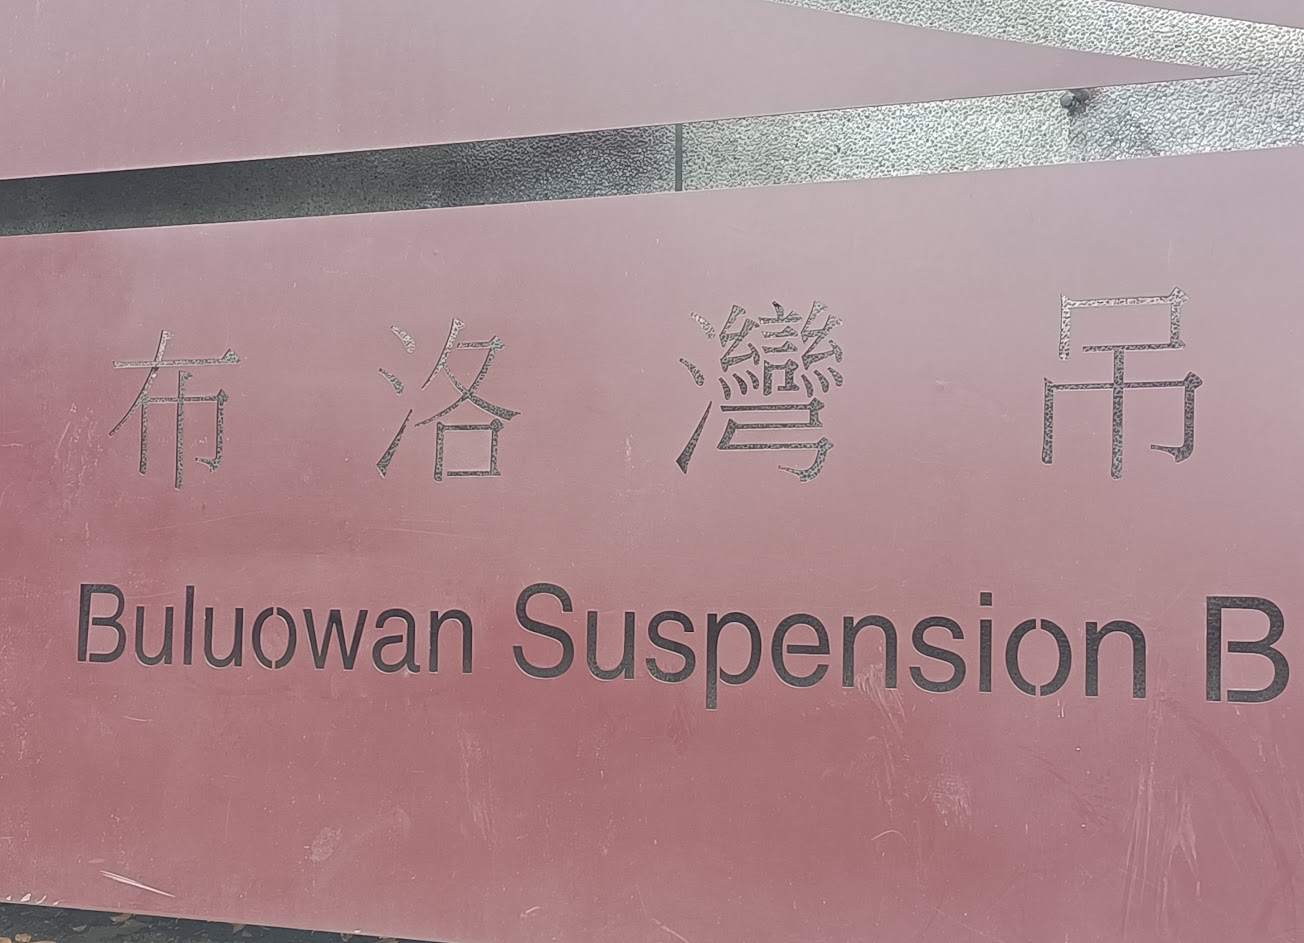 布洛灣吊
Buluowan Suspension B